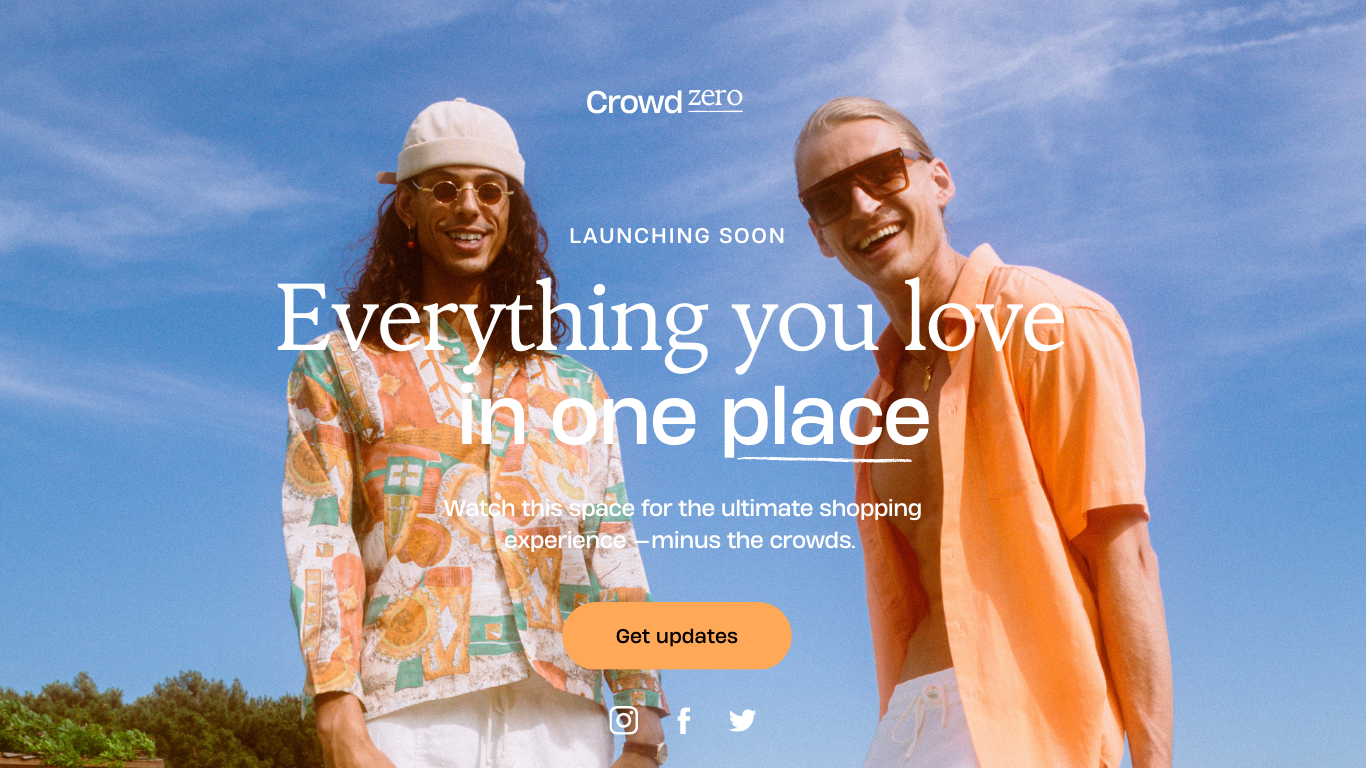 Crowd zero
LAUNCHING SOON
Everything you love
in one place
Watch this space for the ultimate shopping
experience –minus the crowds.
Get updates